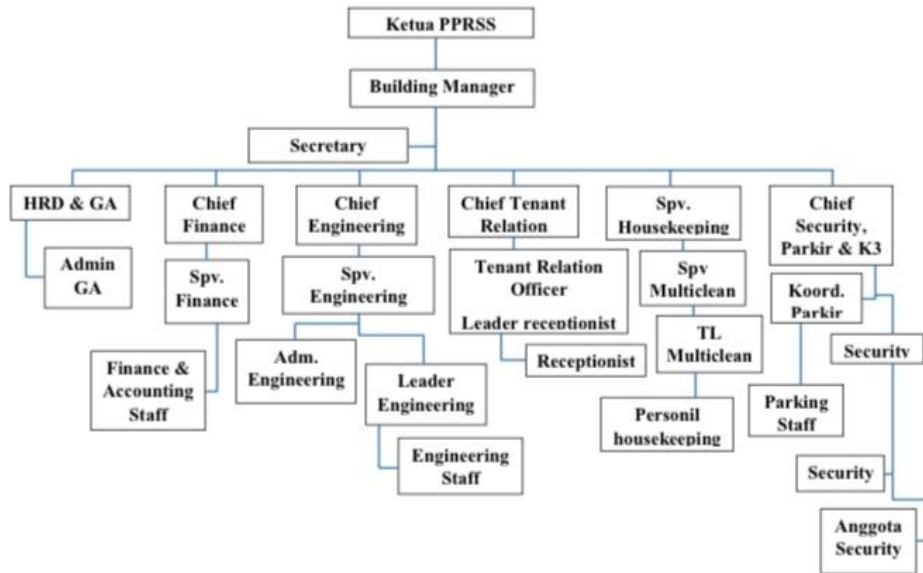 Ketua PPRSS
Building Manager
Secretary
HRD & GA
Admin
GA
Chief
Finance
Spv.
Finance
Finance &
Accounting
Staff
Chief
Engineering
Spv.
Engineering
Adm.
Engineering
Leader
Engineering
Engineering
Staff
Chief Tenant
Relation
Tenant Relation
Officer
Leader receptionist
Receptionist
Spv.
Housekeeping
Spv
Multiclean
TL
Multiclean
Personil
housekeeping
Chief
Security,
Parkir & K3
Koord.
Parkir
Parking
Staff
Security
Security
Anggota
Security